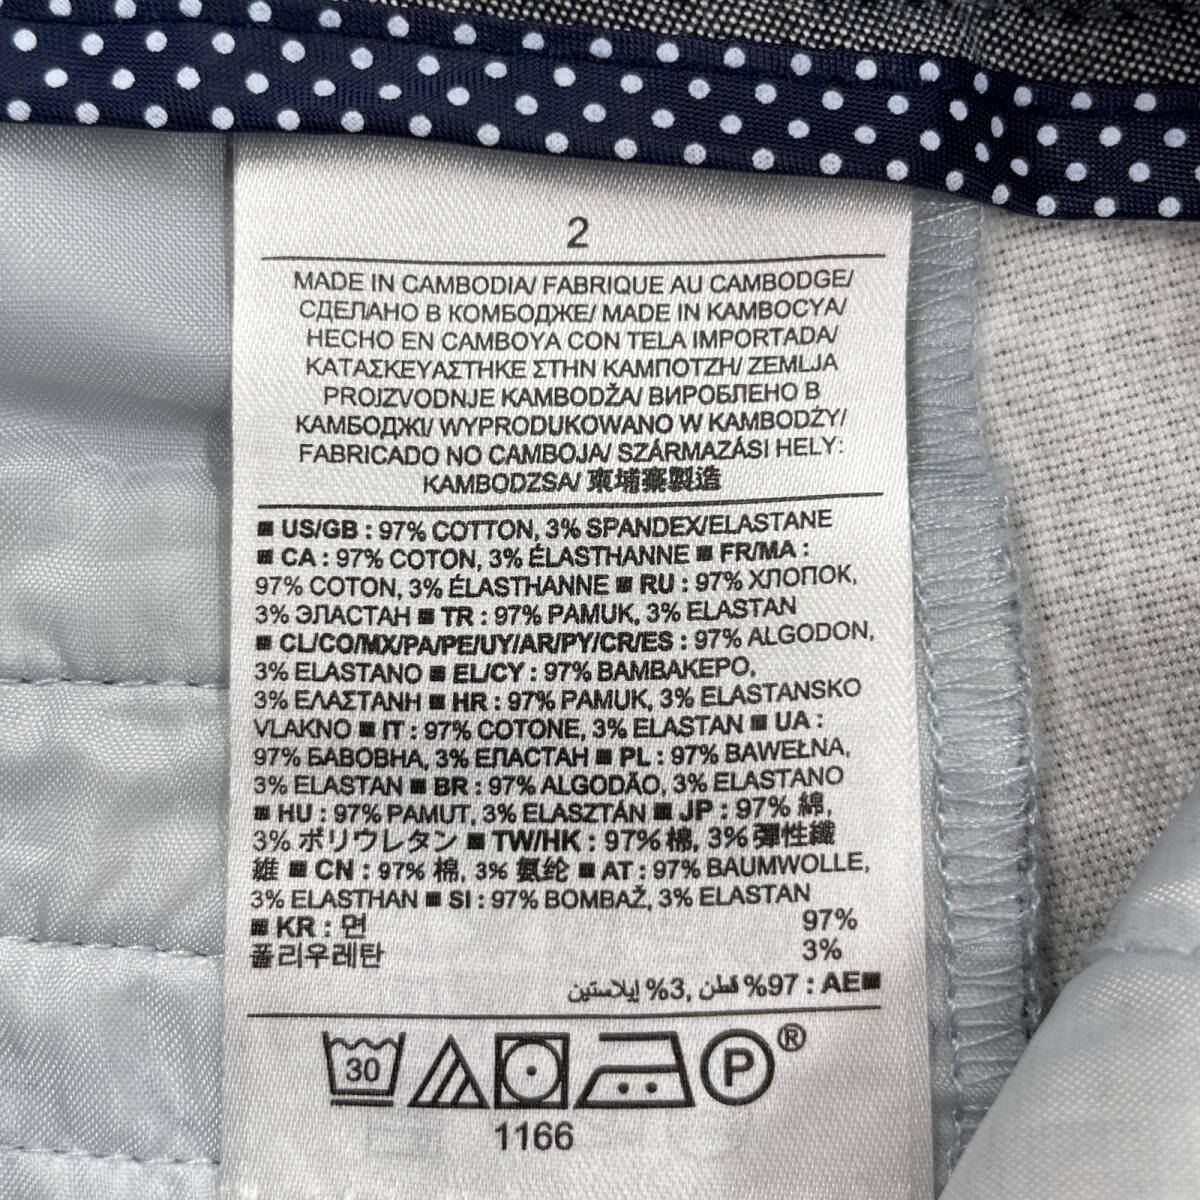 2
MADE IN CAMBODIA/ FABRIQUE AU CAMBODGE/
СДЕЛАНО В КОМБОДЖЕ/ MADE IN KAMBOCYA/
HECHO EN CAMBOYA CON TELA IMPORTADA/
ΚΑΤΑΣΚΕΥΑΣΤΗΚΕ ΣΤΗΝ ΚΑΜΠΟΤΖΗ/ ZEMLJA
PROIZVODNJE KAMBODŽA/ ВИРОБЛЕНО В
КАМБОДЖІ/ WYPRODUKOWANO W KAMBODŻY/
FABRICADO NO CAMBOJA/ SZÁRMAZÁSI HELY:
KAMBODZSA/ 柬埔寨製造
■ US/GB : 97% COTTON, 3% SPANDEX/ELASTANE
■ CA : 97% COTON, 3% ÉLASTHANNE ■ FR/MA :
97% COTON, 3% ÉLASTHANNE ■ RU : 97% ХЛОПОК,
3% ЭЛАСТАН ■ TR : 97% PAMUK, 3% ELASTAN
■ CL/CO/MX/PA/PE/UY/AR/PY/CR/ES : 97% ALGODON,
3% ELASTANO ■ EL/CY : 97% ΒΑΜΒΑΚΕΡΟ,
3% ΕΛΑΣΤΑΝΗ ■ HR : 97% PAMUK, 3% ELASTANSKO
VLAKNO ■ IT : 97% COTONE, 3% ELASTAN ■ UA :
97% БАВОВНА, 3% ЕЛАСТАН ■ PL : 97% BAWEŁNA,
3% ELASTAN ■ BR : 97% ALGODÃO, 3% ELASTANO
■ HU : 97% PAMUT, 3% ELASZTÁN ■ JP : 97% 綿,
3% ポリウレタン ■ TW/HK : 97% 棉, 3% 彈性纖
維 ■ CN : 97% 棉, 3% 氨纶 ■ AT : 97% BAUMWOLLE,
3% ELASTHAN ■ SI : 97% BOMBAŽ, 3% ELASTAN
■ KR : 면 97%
폴리우레탄 3%
■AE : 97% قطن, 3% إيلاستين
30 P ®
1166